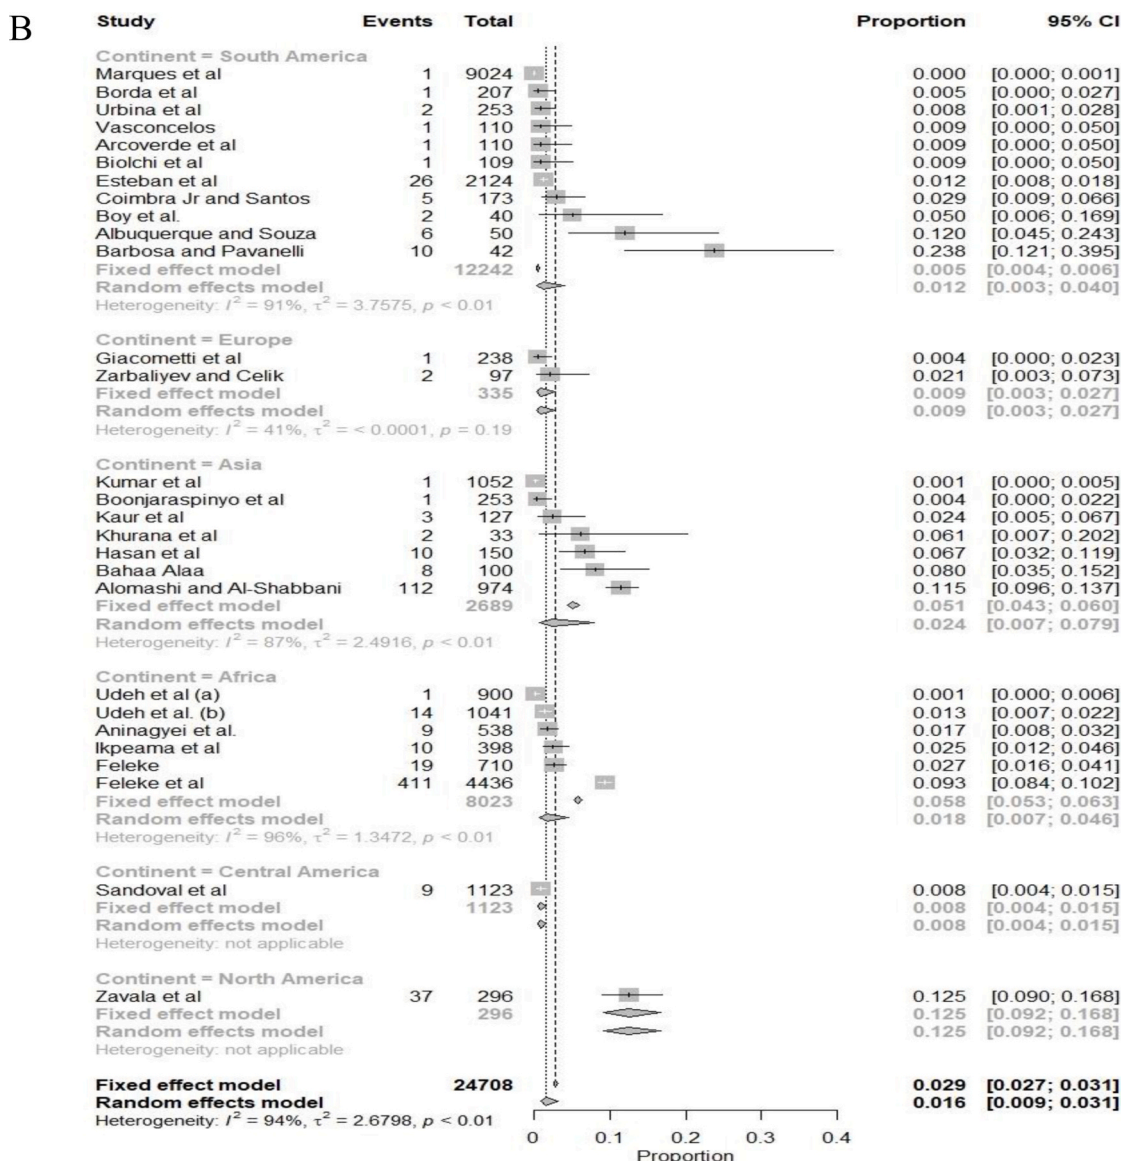 B
Study Events Total Proportion 95% CI
Continent = South America
Marques et al 1 9024 0.000 [0.000; 0.001]
Borda et al 1 207 0.005 [0.000; 0.027]
Urbina et al 2 253 0.008 [0.001; 0.028]
Vasconcelos 1 110 0.009 [0.000; 0.050]
Arcoverde et al 1 110 0.009 [0.000; 0.050]
Biolchi et al 1 109 0.009 [0.000; 0.050]
Esteban et al 26 2124 0.012 [0.008; 0.018]
Coimbra Jr and Santos 5 173 0.029 [0.009; 0.066]
Boy et al. 2 40 0.050 [0.006; 0.169]
Albuquerque and Souza 6 50 0.120 [0.045; 0.243]
Barbosa and Pavanelli 10 42 0.238 [0.121; 0.395]
Fixed effect model 12242 0.005 [0.004; 0.006]
Random effects model 0.012 [0.003; 0.040]
Heterogeneity: I² = 91%, τ² = 3.7575, p < 0.01
Continent = Europe
Giacometti et al 1 238 0.004 [0.000; 0.023]
Zarbaliyev and Celik 2 97 0.021 [0.003; 0.073]
Fixed effect model 335 0.009 [0.003; 0.027]
Random effects model 0.009 [0.003; 0.027]
Heterogeneity: I² = 41%, τ² = < 0.0001, p = 0.19
Continent = Asia
Kumar et al 1 1052 0.001 [0.000; 0.005]
Boonjaraspinyo et al 1 253 0.004 [0.000; 0.022]
Kaur et al 3 127 0.024 [0.005; 0.067]
Khurana et al 2 33 0.061 [0.007; 0.202]
Hasan et al 10 150 0.067 [0.032; 0.119]
Bahaa Alaa 8 100 0.080 [0.035; 0.152]
Alomashi and Al-Shabbani 112 974 0.115 [0.096; 0.137]
Fixed effect model 2689 0.051 [0.043; 0.060]
Random effects model 0.024 [0.007; 0.079]
Heterogeneity: I² = 87%, τ² = 2.4916, p < 0.01
Continent = Africa
Udeh et al (a) 1 900 0.001 [0.000; 0.006]
Udeh et al. (b) 14 1041 0.013 [0.007; 0.022]
Aninagyei et al. 9 538 0.017 [0.008; 0.032]
Ikpeama et al 10 398 0.025 [0.012; 0.046]
Feleke 19 710 0.027 [0.016; 0.041]
Feleke et al 411 4436 0.093 [0.084; 0.102]
Fixed effect model 8023 0.058 [0.053; 0.063]
Random effects model 0.018 [0.007; 0.046]
Heterogeneity: I² = 96%, τ² = 1.3472, p < 0.01
Continent = Central America
Sandoval et al 9 1123 0.008 [0.004; 0.015]
Fixed effect model 1123 0.008 [0.004; 0.015]
Random effects model 0.008 [0.004; 0.015]
Heterogeneity: not applicable
Continent = North America
Zavala et al 37 296 0.125 [0.090; 0.168]
Fixed effect model 296 0.125 [0.092; 0.168]
Random effects model 0.125 [0.092; 0.168]
Heterogeneity: not applicable
Fixed effect model 24708 0.029 [0.027; 0.031]
Random effects model 0.016 [0.009; 0.031]
Heterogeneity: I² = 94%, τ² = 2.6798, p < 0.01
0 0.1 0.2 0.3 0.4
Proportion